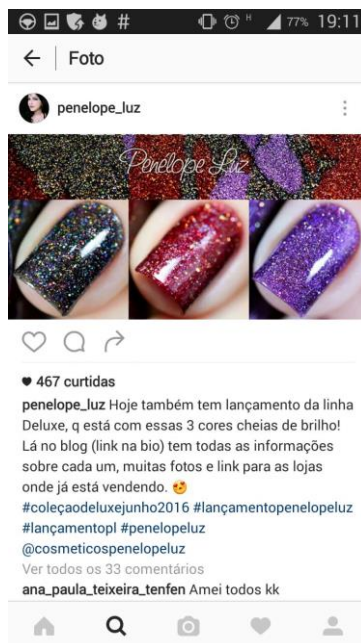 77% 19:11
Foto
penelope_luz
Penelope Luz
467 curtidas
penelope_luz Hoje também tem lançamento da linha
Deluxe, q está com essas 3 cores cheias de brilho!
Lá no blog (link na bio) tem todas as informações
sobre cada um, muitas fotos e link para as lojas
onde já está vendendo.
#coleçaodeluxejunho2016 #lançamentopenelopeluz
#lançamentopl #penelopeluz
@cosmeticospenelopeluz
Ver todos os 33 comentários
ana_paula_teixeira_tenfen Amei todos kk